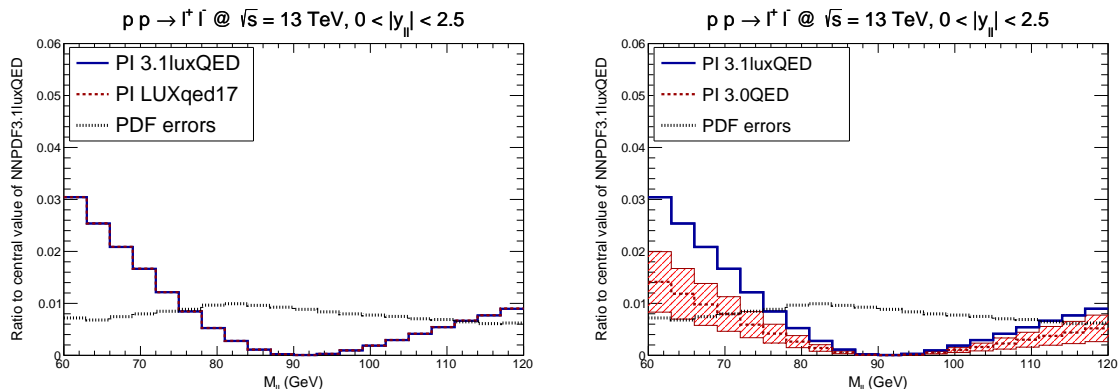 p p → l⁺ l⁻ @ √s = 13 TeV, 0 < |y_ll| < 2.5
Ratio to central value of NNPDF3.1luxQED
0.06
0.05
0.04
0.03
0.02
0.01
0
PI 3.1luxQED
PI LUXqed17
PDF errors
60 70 80 90 100 110 120
M_ll (GeV)
p p → l⁺ l⁻ @ √s = 13 TeV, 0 < |y_ll| < 2.5
Ratio to central value of NNPDF3.1luxQED
0.06
0.05
0.04
0.03
0.02
0.01
0
PI 3.1luxQED
PI 3.0QED
PDF errors
60 70 80 90 100 110 120
M_ll (GeV)